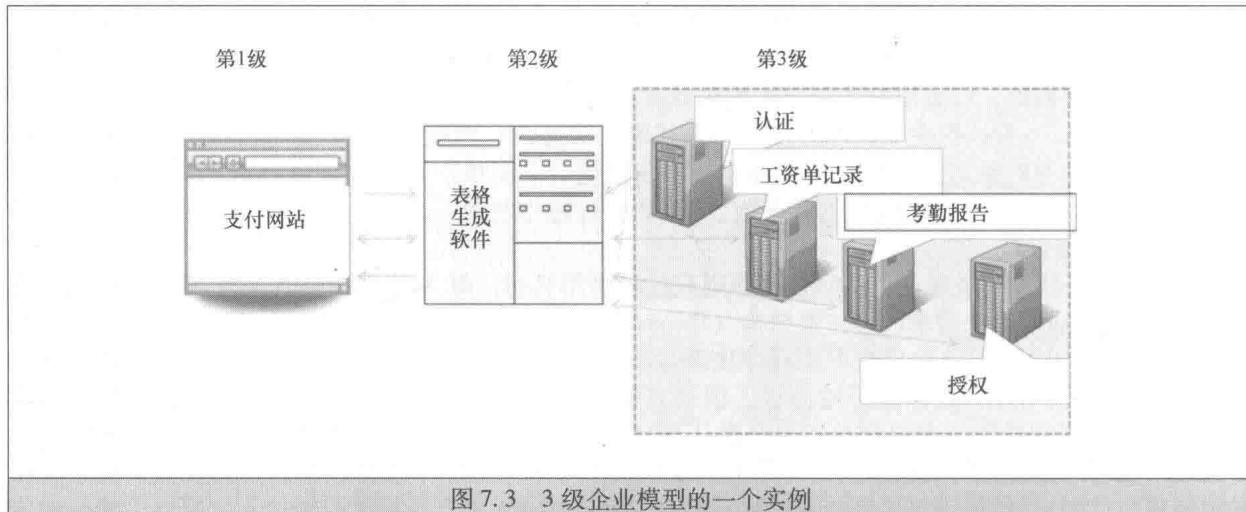 第1级
第2级
第3级
支付网站
表格
生成
软件
认证
工资单记录
考勤报告
授权
图 7.3 3 级企业模型的一个实例